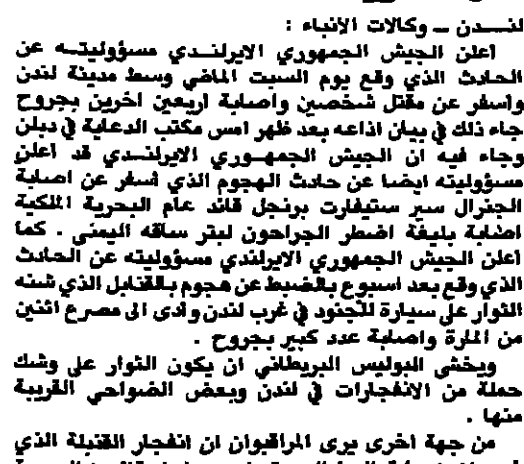 لنـــدن ــ وكالات الانباء :
اعلن الجيش الجمهوري الايرلنـدي مسؤوليتـه عن
الحادث الذي وقع يوم السبت الماضي وسط مدينة لندن
واسفر عن مقتل شخصين واصابة اربعين اخرين بجروح
جاء ذلك في بيان اذاعه بعد ظهر امس مكتب الدعاية في دبلن
وجاء فيه ان الجيش الجمهــوري الايرلنــدي قد اعلن
مسؤوليته ايضا عن حادث الهجوم الذي اسفر عن اصابة
الجنرال سير ستيفارت برنجل قائد عام البحرية الملكية
اصابة بليغة اضطر الجراحون لبتر ساقه اليمنى . كما
اعلن الجيش الجمهوري الايرلندي مسؤوليته عن الحادث
الذي وقع بعد اسبوع بالضبط عن هجوم بالقنابل الذي شنه
الثوار على سيارة للجنود في غرب لندن وادى الى مصرع اثنين
من المارة واصابة عدد كبير بجروح .
ويخشى البوليس البريطاني ان يكون الثوار على وشك
حملة من الانفجارات في لندن وبعض الضواحي القريبة
منها .
من جهة اخرى يرى المراقبون ان انفجار القنبلة الذي